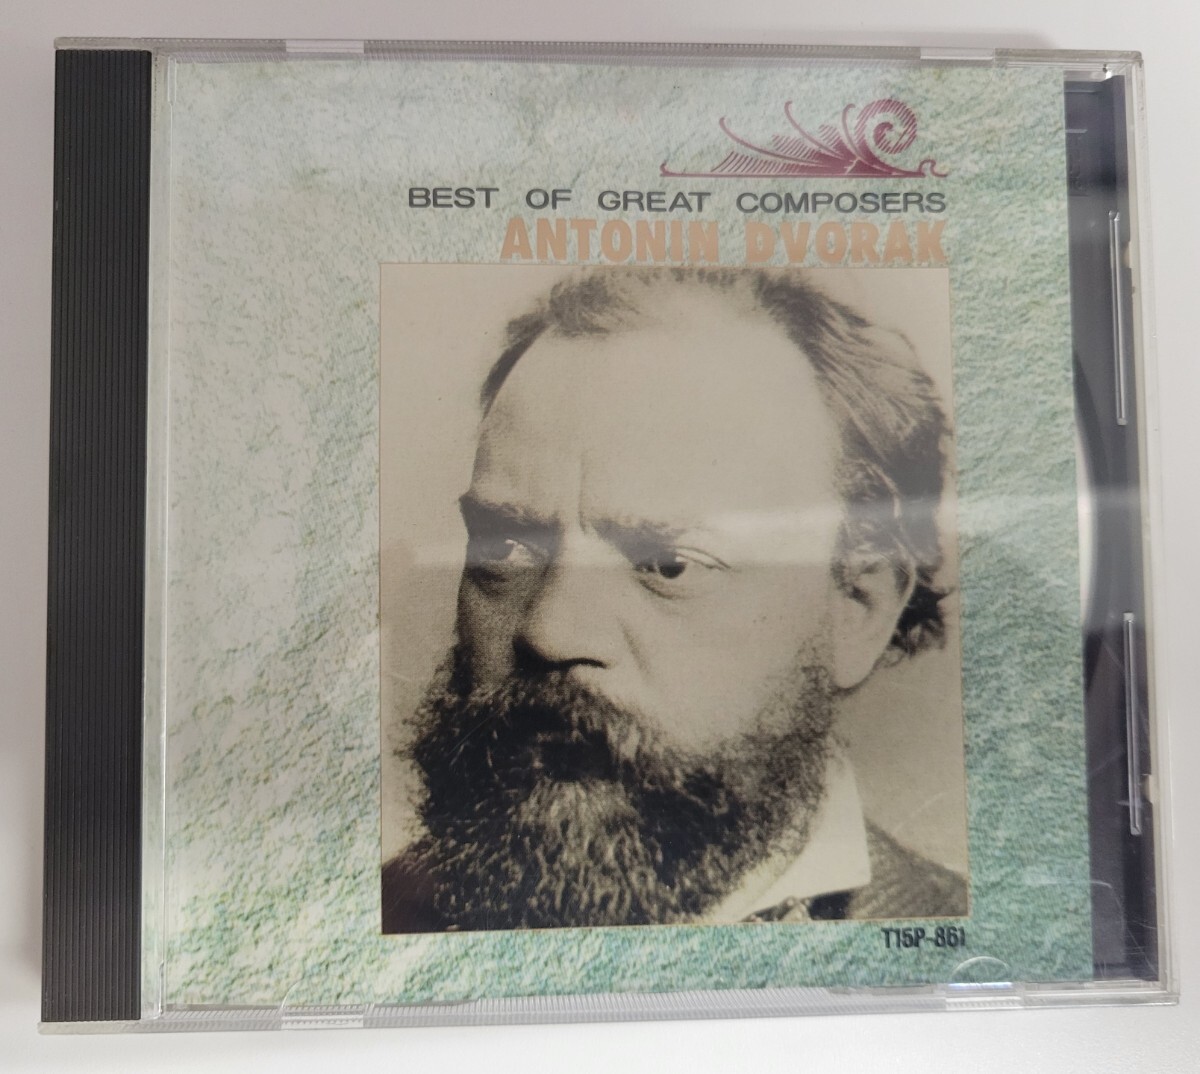 BEST OF GREAT COMPOSERS
ANTONIN DVORAK
T15P-861